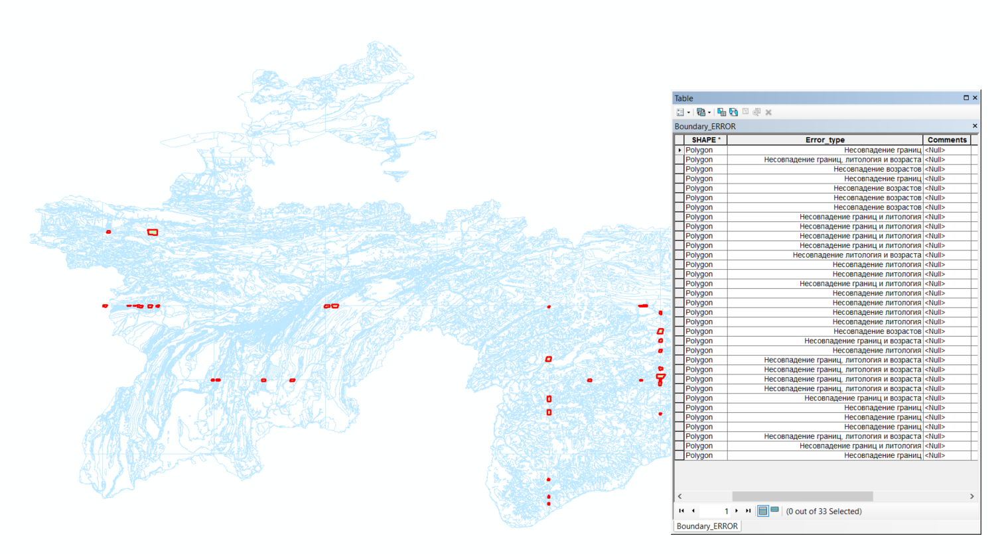 Table
Boundary_ERROR
SHAPE * Error_type Comments
Polygon Несовпадение границ <Null>
Polygon Несовпадение границ, литология и возраста <Null>
Polygon Несовпадение возрастов <Null>
Polygon Несовпадение границ <Null>
Polygon Несовпадение возрастов <Null>
Polygon Несовпадение возрастов <Null>
Polygon Несовпадение возрастов <Null>
Polygon Несовпадение границ и литология <Null>
Polygon Несовпадение границ и литология <Null>
Polygon Несовпадение границ и литология <Null>
Polygon Несовпадение границ и литология <Null>
Polygon Несовпадение литология и возраста <Null>
Polygon Несовпадение литология <Null>
Polygon Несовпадение литология <Null>
Polygon Несовпадение границ и литология <Null>
Polygon Несовпадение литология <Null>
Polygon Несовпадение литология <Null>
Polygon Несовпадение литология <Null>
Polygon Несовпадение литология <Null>
Polygon Несовпадение возрастов <Null>
Polygon Несовпадение границ и возраста <Null>
Polygon Несовпадение литология <Null>
Polygon Несовпадение границ, литология и возраста <Null>
Polygon Несовпадение границ, литология и возраста <Null>
Polygon Несовпадение границ, литология и возраста <Null>
Polygon Несовпадение границ, литология и возраста <Null>
Polygon Несовпадение границ и возраста <Null>
Polygon Несовпадение границ <Null>
Polygon Несовпадение границ <Null>
Polygon Несовпадение границ <Null>
Polygon Несовпадение границ, литология и возраста <Null>
Polygon Несовпадение границ и литология <Null>
Polygon Несовпадение границ <Null>
1 (0 out of 33 Selected)
Boundary_ERROR